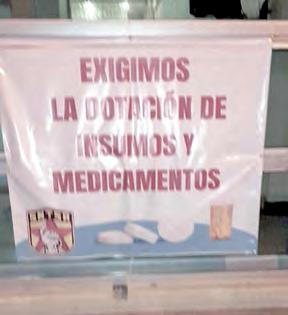 EXIGIMOS
LA DOTACIÓN DE
INSUMOS Y
MEDICAMENTOS